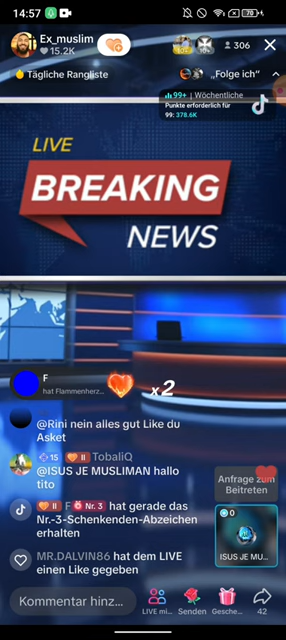 14:57
70%
Ex_muslim
15.2K
306
Tägliche Rangliste
„Folge ich“
99+ | Wöchentliche
Punkte erforderlich für
99: 378.6K
LIVE
BREAKING
NEWS
F
hat Flammenherz...
x2
@Rini nein alles gut Like du
Asket
15 II TobaliQ
@ISUS JE MUSLIMAN hallo
tito
II F Nr. 3 hat gerade das
Nr.-3-Schenkenden-Abzeichen
erhalten
MR.DALVIN86 hat dem LIVE
einen Like gegeben
Anfrage zum
Beitreten
0
ISUS JE MU...
Kommentar hinz...
LIVE mi...
Senden
Gesche...
42